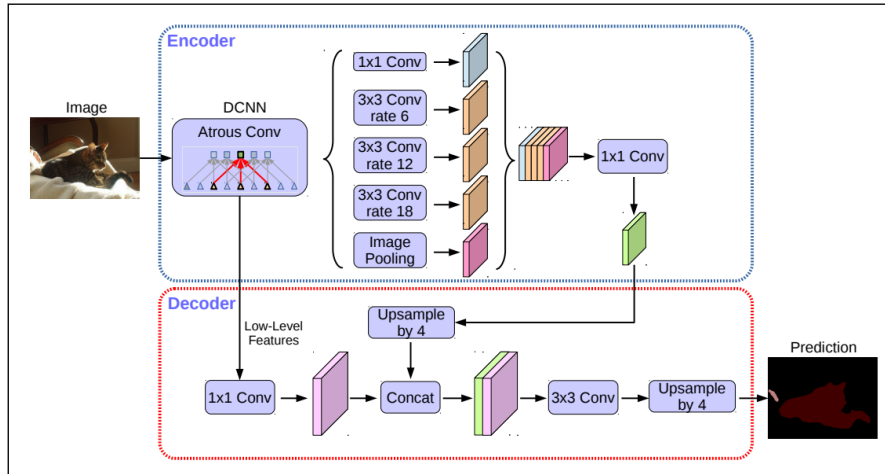 Encoder
Image
DCNN
Atrous Conv
1x1 Conv
3x3 Conv
rate 6
3x3 Conv
rate 12
3x3 Conv
rate 18
Image
Pooling
1x1 Conv
Decoder
Low-Level
Features
Upsample
by 4
1x1 Conv
Concat
3x3 Conv
Upsample
by 4
Prediction